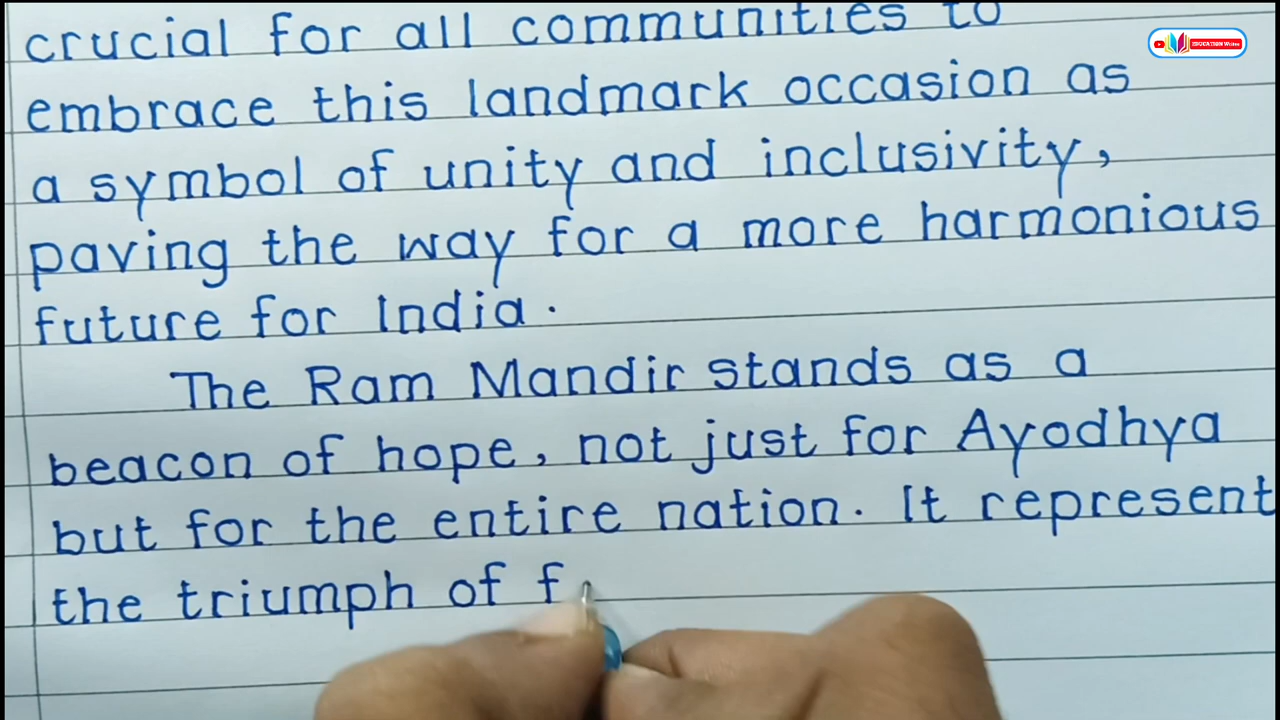 crucial for all communities to
EDUCATION Writes
embrace this landmark occasion as
a symbol of unity and inclusivity,
paving the way for a more harmonious
future for India.
The Ram Mandir stands as a
beacon of hope, not just for Ayodhya
but for the entire nation. It represent
the triumph of f